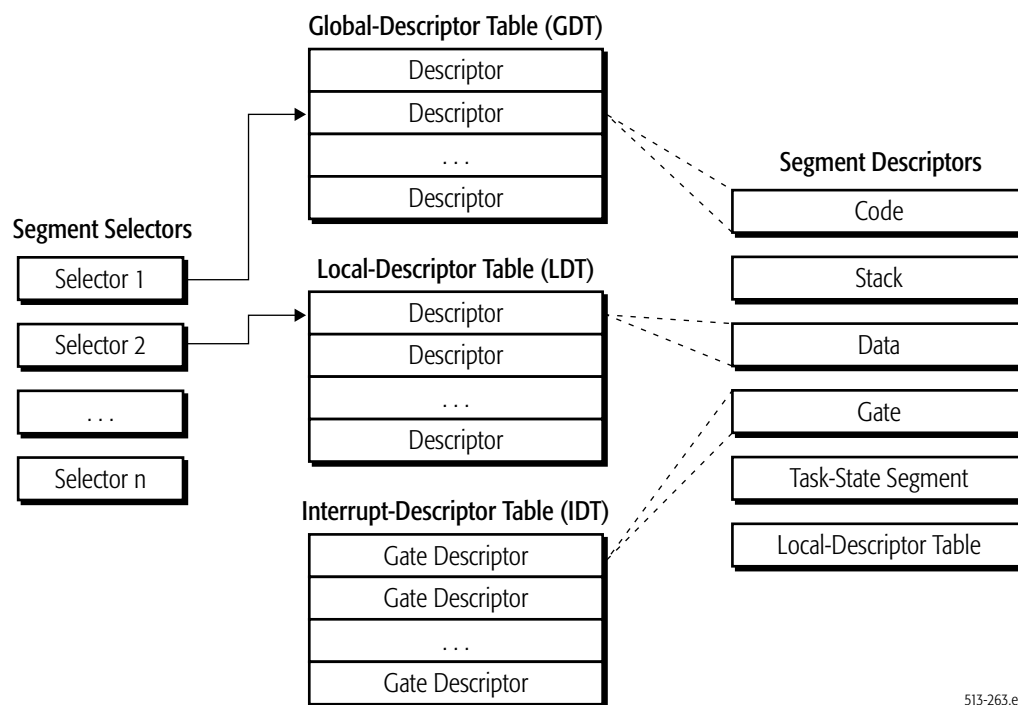 Global-Descriptor Table (GDT)
Descriptor
Descriptor
. . .
Descriptor
Segment Selectors
Selector 1
Selector 2
. . .
Selector n
Local-Descriptor Table (LDT)
Descriptor
Descriptor
. . .
Descriptor
Interrupt-Descriptor Table (IDT)
Gate Descriptor
Gate Descriptor
. . .
Gate Descriptor
Segment Descriptors
Code
Stack
Data
Gate
Task-State Segment
Local-Descriptor Table
513-263.e